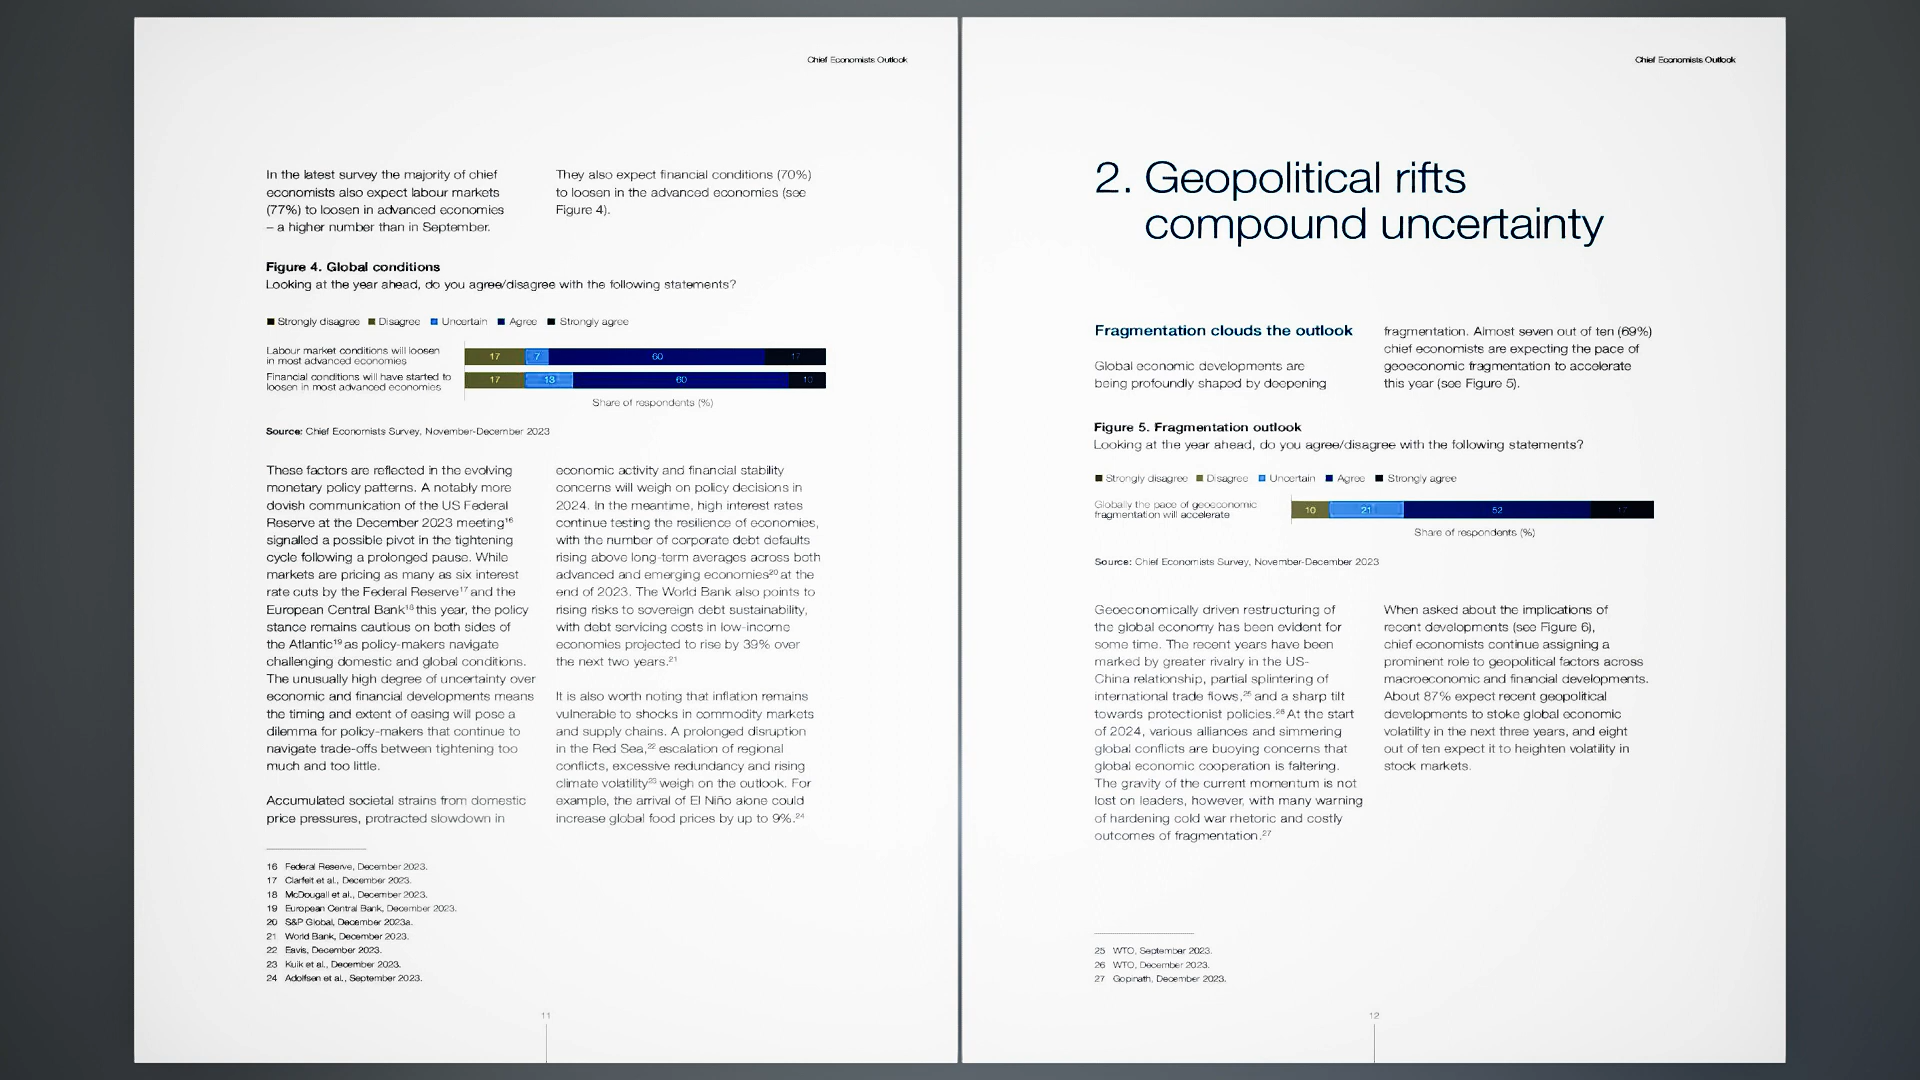 Chief Economists Outlook
In the latest survey the majority of chief
economists also expect labour markets
(77%) to loosen in advanced economies
– a higher number than in September.
They also expect financial conditions (70%)
to loosen in the advanced economies (see
Figure 4).
Figure 4. Global conditions
Looking at the year ahead, do you agree/disagree with the following statements?
Strongly disagree Disagree Uncertain Agree Strongly agree
Labour market conditions will loosen
in most advanced economies
17 7 60 17
Financial conditions will have started to
loosen in most advanced economies
17 13 60 10
Share of respondents (%)
Source: Chief Economists Survey, November-December 2023
These factors are reflected in the evolving
monetary policy patterns. A notably more
dovish communication of the US Federal
Reserve at the December 2023 meeting16
signalled a possible pivot in the tightening
cycle following a prolonged pause. While
markets are pricing as many as six interest
rate cuts by the Federal Reserve17 and the
European Central Bank18 this year, the policy
stance remains cautious on both sides of
the Atlantic19 as policy-makers navigate
challenging domestic and global conditions.
The unusually high degree of uncertainty over
economic and financial developments means
the timing and extent of easing will pose a
dilemma for policy-makers that continue to
navigate trade-offs between tightening too
much and too little.
Accumulated societal strains from domestic
price pressures, protracted slowdown in
economic activity and financial stability
concerns will weigh on policy decisions in
2024. In the meantime, high interest rates
continue testing the resilience of economies,
with the number of corporate debt defaults
rising above long-term averages across both
advanced and emerging economies20 at the
end of 2023. The World Bank also points to
rising risks to sovereign debt sustainability,
with debt servicing costs in low-income
economies projected to rise by 39% over
the next two years.21
It is also worth noting that inflation remains
vulnerable to shocks in commodity markets
and supply chains. A prolonged disruption
in the Red Sea,22 escalation of regional
conflicts, excessive redundancy and rising
climate volatility23 weigh on the outlook. For
example, the arrival of El Niño alone could
increase global food prices by up to 9%.24
16 Federal Reserve, December 2023.
17 Clarfelt et al., December 2023.
18 McDougall et al., December 2023.
19 European Central Bank, December 2023.
20 S&P Global, December 2023a.
21 World Bank, December 2023.
22 Eavis, December 2023.
23 Kuik et al., December 2023.
24 Adolfsen et al., September 2023.
11
Chief Economists Outlook
2. Geopolitical rifts
compound uncertainty
Fragmentation clouds the outlook
Global economic developments are
being profoundly shaped by deepening
fragmentation. Almost seven out of ten (69%)
chief economists are expecting the pace of
geoeconomic fragmentation to accelerate
this year (see Figure 5).
Figure 5. Fragmentation outlook
Looking at the year ahead, do you agree/disagree with the following statements?
Strongly disagree Disagree Uncertain Agree Strongly agree
Globally the pace of geoeconomic
fragmentation will accelerate
10 21 52 17
Share of respondents (%)
Source: Chief Economists Survey, November-December 2023
Geoeconomically driven restructuring of
the global economy has been evident for
some time. The recent years have been
marked by greater rivalry in the US-
China relationship, partial splintering of
international trade flows,25 and a sharp tilt
towards protectionist policies.26 At the start
of 2024, various alliances and simmering
global conflicts are buoying concerns that
global economic cooperation is faltering.
The gravity of the current momentum is not
lost on leaders, however, with many warning
of hardening cold war rhetoric and costly
outcomes of fragmentation.27
When asked about the implications of
recent developments (see Figure 6),
chief economists continue assigning a
prominent role to geopolitical factors across
macroeconomic and financial developments.
About 87% expect recent geopolitical
developments to stoke global economic
volatility in the next three years, and eight
out of ten expect it to heighten volatility in
stock markets.
25 WTO, September 2023.
26 WTO, December 2023.
27 Gopinath, December 2023.
12